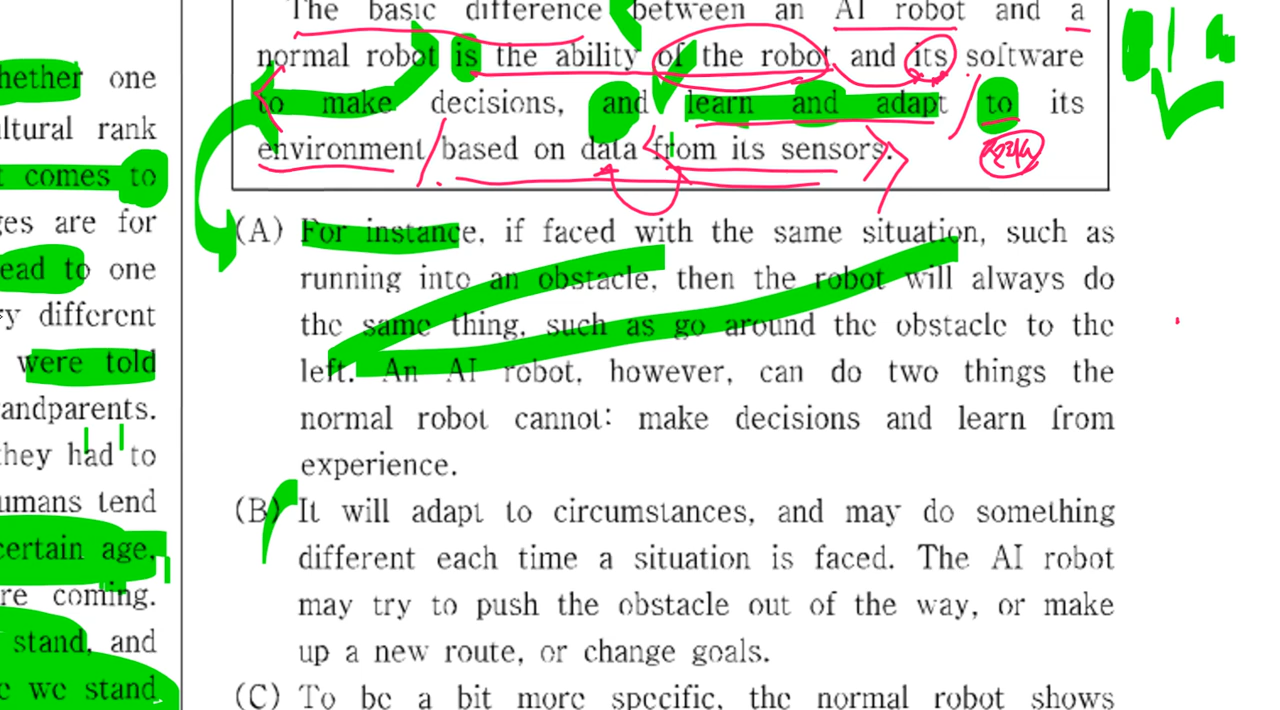 hether one
ltural rank
t comes to
ges are for
ead to one
ry different
were told
andparents.
they had to
umans tend
certain age,
re coming.
stand, and
e we stand
The basic difference between an AI robot and a
normal robot is the ability of the robot and its software
to make decisions, and learn and adapt to its
environment based on data from its sensors.
(A) For instance, if faced with the same situation, such as
running into an obstacle, then the robot will always do
the same thing, such as go around the obstacle to the
left. An AI robot, however, can do two things the
normal robot cannot: make decisions and learn from
experience.
(B) It will adapt to circumstances, and may do something
different each time a situation is faced. The AI robot
may try to push the obstacle out of the way, or make
up a new route, or change goals.
(C) To be a bit more specific, the normal robot shows